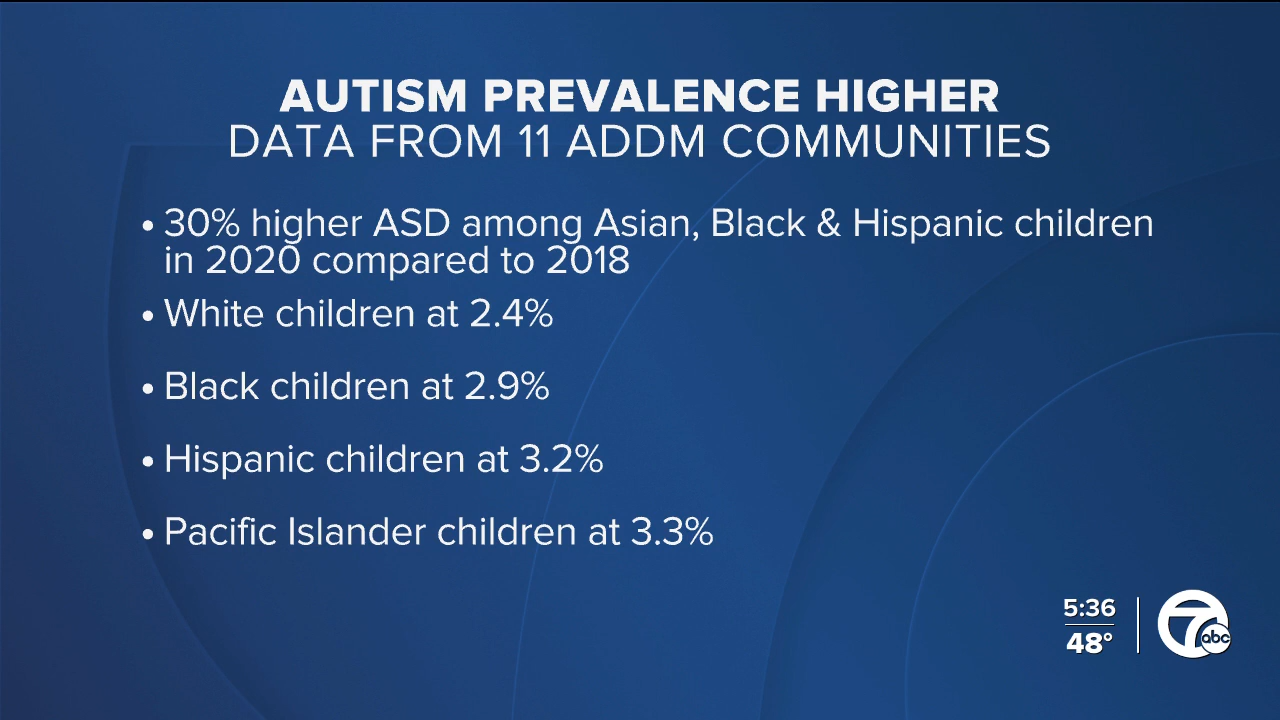 AUTISM PREVALENCE HIGHER
DATA FROM 11 ADDM COMMUNITIES
• 30% higher ASD among Asian, Black & Hispanic children
in 2020 compared to 2018
• White children at 2.4%
• Black children at 2.9%
• Hispanic children at 3.2%
• Pacific Islander children at 3.3%
5:36
48°
7
abc